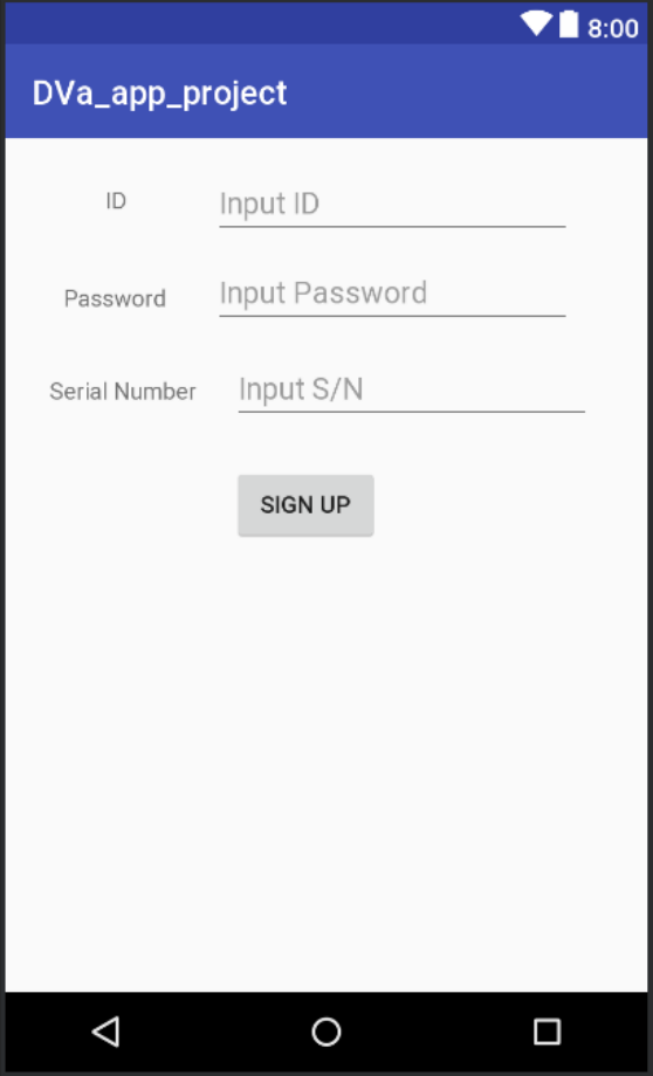 8:00
DVa_app_project
ID Input ID
Password Input Password
Serial Number Input S/N
SIGN UP